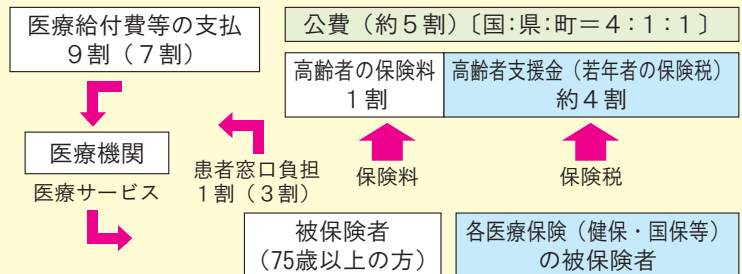 医療給付費等の支払
9割（7割）
公費（約5割）〔国:県:町＝4：1：1〕
高齢者の保険料
1割
高齢者支援金（若年者の保険税）
約4割
医療機関
医療サービス
患者窓口負担
1割（3割）
保険料
保険税
被保険者
（75歳以上の方）
各医療保険（健保・国保等）
の被保険者